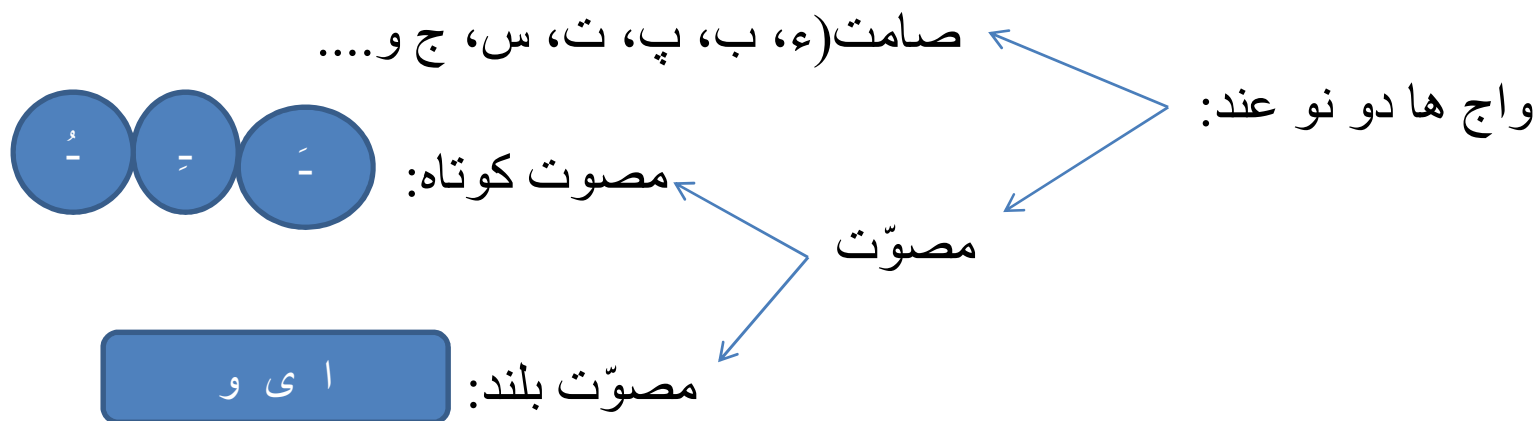 صامت(ء، ب، پ، ت، س، ج و....
واج ها دو نو عند:
مصوت کوتاه:
ـَ ـِ ـُ
مصوّت
مصوّت بلند:
ا ی و